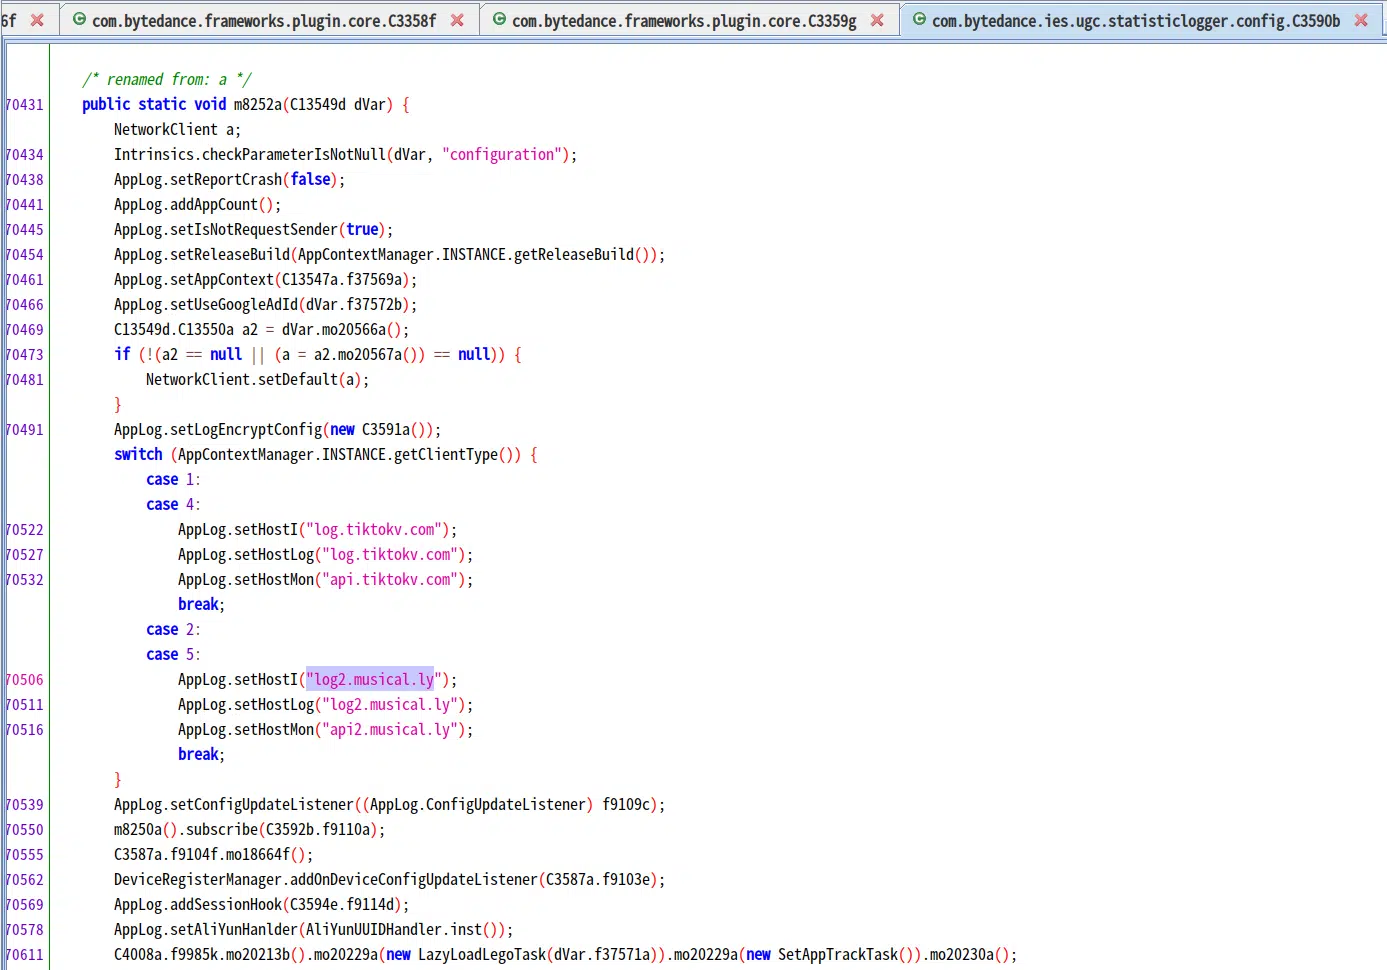 6f com.bytedance.frameworks.plugin.core.C3358f com.bytedance.frameworks.plugin.core.C3359g com.bytedance.ies.ugc.statisticlogger.config.C3590b
/* renamed from: a */
70431 public static void m8252a(C13549d dVar) {
NetworkClient a;
70434 Intrinsics.checkParameterIsNotNull(dVar, "configuration");
70438 AppLog.setReportCrash(false);
70441 AppLog.addAppCount();
70445 AppLog.setIsNotRequestSender(true);
70454 AppLog.setReleaseBuild(AppContextManager.INSTANCE.getReleaseBuild());
70461 AppLog.setAppContext(C13547a.f37569a);
70466 AppLog.setUseGoogleAdId(dVar.f37572b);
70469 C13549d.C13550a a2 = dVar.mo20566a();
70473 if (!(a2 == null || (a = a2.mo20567a()) == null)) {
70481 NetworkClient.setDefault(a);
}
70491 AppLog.setLogEncryptConfig(new C3591a());
switch (AppContextManager.INSTANCE.getClientType()) {
case 1:
case 4:
70522 AppLog.setHostI("log.tiktokv.com");
70527 AppLog.setHostLog("log.tiktokv.com");
70532 AppLog.setHostMon("api.tiktokv.com");
break;
case 2:
case 5:
70506 AppLog.setHostI("log2.musical.ly");
70511 AppLog.setHostLog("log2.musical.ly");
70516 AppLog.setHostMon("api2.musical.ly");
break;
}
70539 AppLog.setConfigUpdateListener((AppLog.ConfigUpdateListener) f9109c);
70550 m8250a().subscribe(C3592b.f9110a);
70555 C3587a.f9104f.mo18664f();
70562 DeviceRegisterManager.addOnDeviceConfigUpdateListener(C3587a.f9103e);
70569 AppLog.addSessionHook(C3594e.f9114d);
70578 AppLog.setAliYunHanlder(AliYunUUIDHandler.inst());
70611 C4008a.f9985k.mo20213b().mo20229a(new LazyLoadLegoTask(dVar.f37571a)).mo20229a(new SetAppTrackTask()).mo20230a();